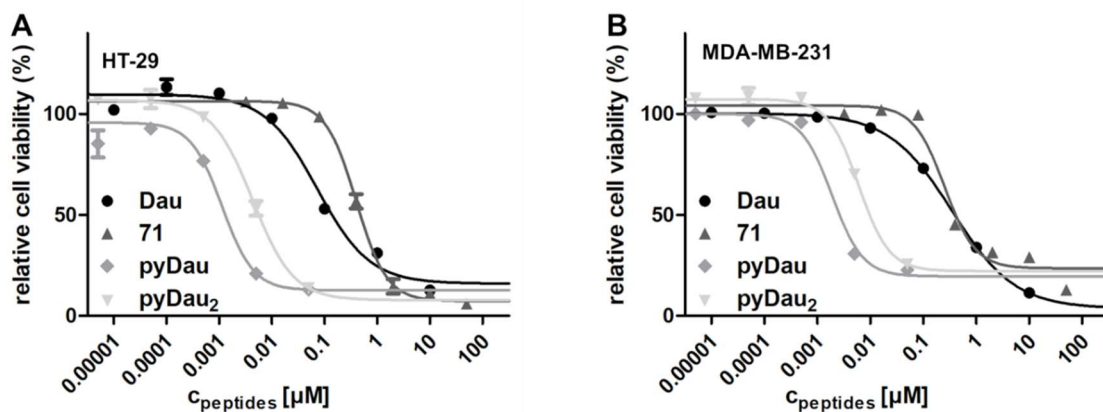 A
HT-29
relative cell viability (%)
100
50
0
Dau
71
pyDau
pyDau₂
0.00001
0.0001
0.001
0.01
0.1
1
10
100
c_peptides [µM]
B
MDA-MB-231
relative cell viability (%)
100
50
0
Dau
71
pyDau
pyDau₂
0.00001
0.0001
0.001
0.01
0.1
1
10
100
c_peptides [µM]